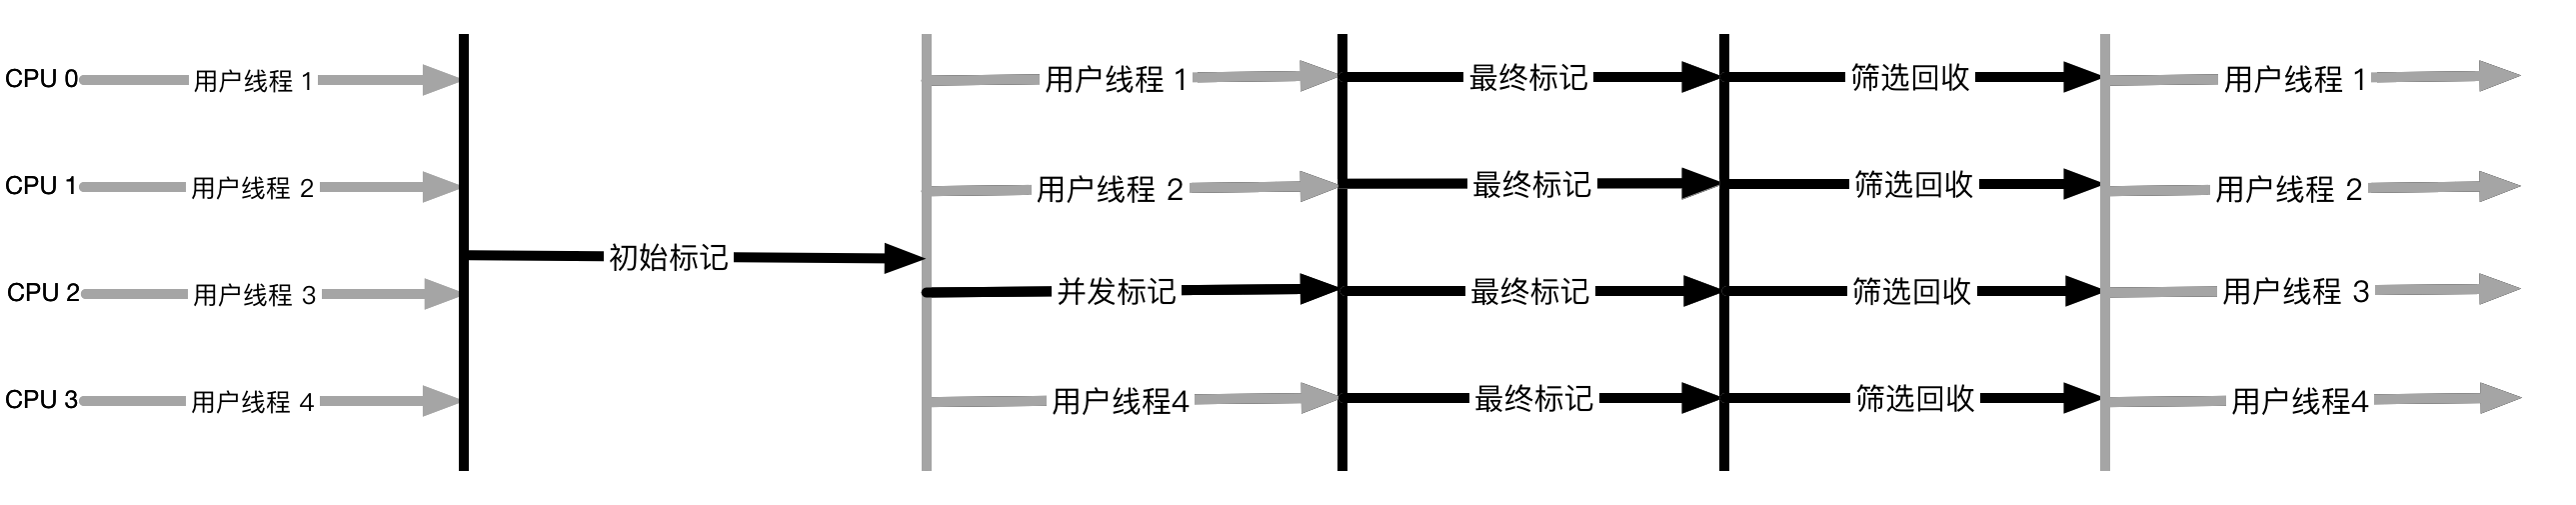 CPU 0 用户线程 1 用户线程 1 最终标记 筛选回收 用户线程 1
CPU 1 用户线程 2 用户线程 2 最终标记 筛选回收 用户线程 2
初始标记
CPU 2 用户线程 3 并发标记 最终标记 筛选回收 用户线程 3
CPU 3 用户线程 4 用户线程4 最终标记 筛选回收 用户线程4